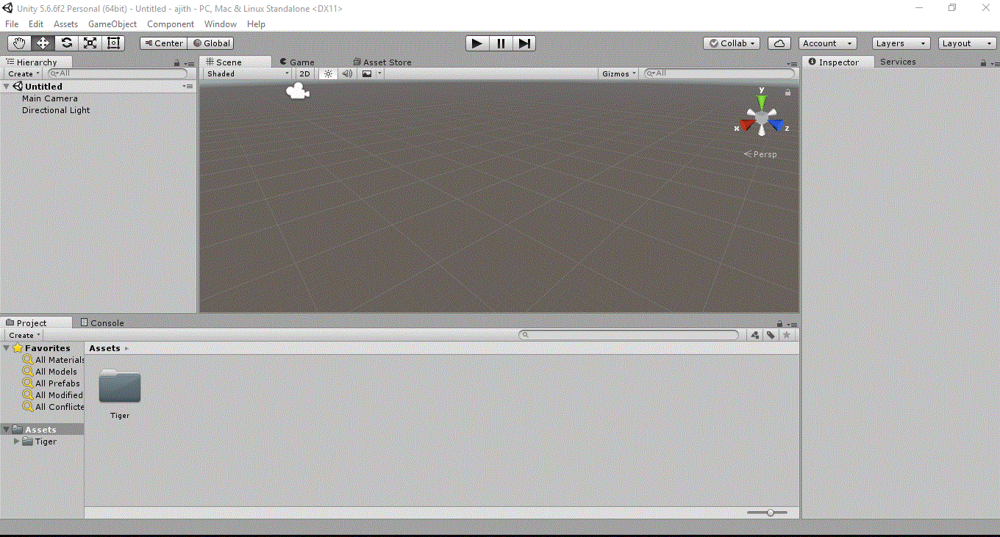 Unity 5.6.6f2 Personal (64bit) - Untitled - ajith - PC, Mac & Linux Standalone <DX11>
File Edit Assets GameObject Component Window Help
Center Global Collab Account Layers Layout
Hierarchy
Create All
Untitled
Main Camera
Directional Light
Scene Game Asset Store
Shaded 2D Gizmos All
y
x z
Persp
Inspector Services
Project Console
Create
Favorites
All Materials
All Models
All Prefabs
All Modified
All Conflicte
Assets
Tiger
Assets
Tiger